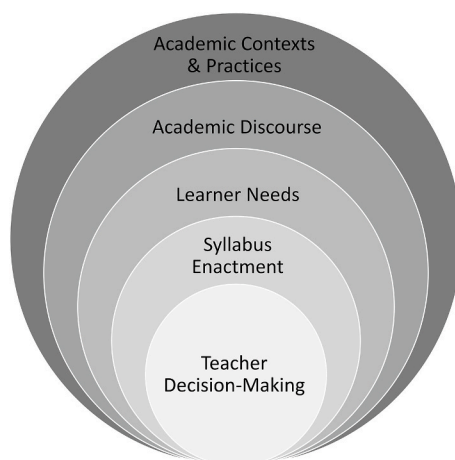 Academic Contexts
& Practices
Academic Discourse
Learner Needs
Syllabus
Enactment
Teacher
Decision-Making